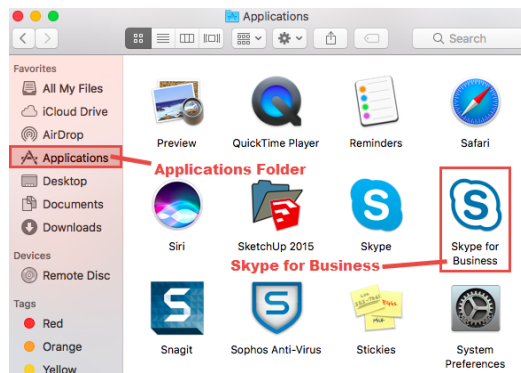 Applications
Search
Favorites
All My Files
iCloud Drive
AirDrop
Applications
Desktop
Documents
Downloads
Devices
Remote Disc
Tags
Red
Orange
Yellow
Preview
QuickTime Player
Reminders
Safari
Applications Folder
Siri
SketchUp 2015
Skype
Skype for
Business
Skype for Business
Snagit
Sophos Anti-Virus
Stickies
System
Preferences